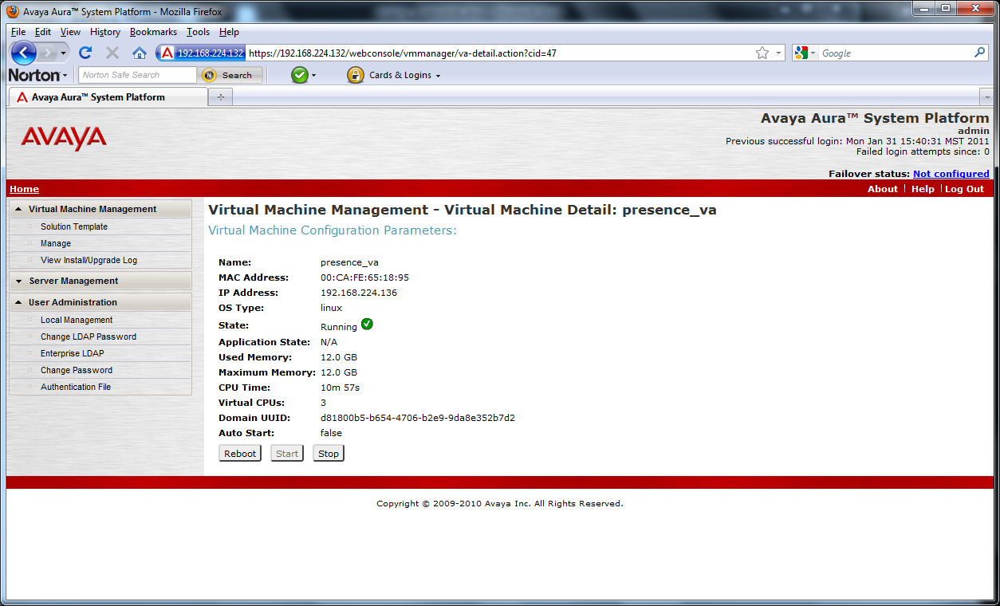 Avaya Aura™ System Platform - Mozilla Firefox
File Edit View History Bookmarks Tools Help
192.168.224.132 https://192.168.224.132/webconsole/vmmanager/va-detail.action?cid=47
Google
Norton Norton Safe Search Search Cards & Logins
Avaya Aura™ System Platform
AVAYA
Avaya Aura™ System Platform
admin
Previous successful login: Mon Jan 31 15:40:31 MST 2011
Failed login attempts since: 0
Failover status: Not configured
Home
About Help Log Out
Virtual Machine Management
Solution Template
Manage
View Install/Upgrade Log
Server Management
User Administration
Local Management
Change LDAP Password
Enterprise LDAP
Change Password
Authentication File
Virtual Machine Management - Virtual Machine Detail: presence_va
Virtual Machine Configuration Parameters:
Name: presence_va
MAC Address: 00:CA:FE:65:18:95
IP Address: 192.168.224.136
OS Type: linux
State: Running
Application State: N/A
Used Memory: 12.0 GB
Maximum Memory: 12.0 GB
CPU Time: 10m 57s
Virtual CPUs: 3
Domain UUID: d81800b5-b654-4706-b2e9-9da8e352b7d2
Auto Start: false
Reboot Start Stop
Copyright © 2009-2010 Avaya Inc. All Rights Reserved.